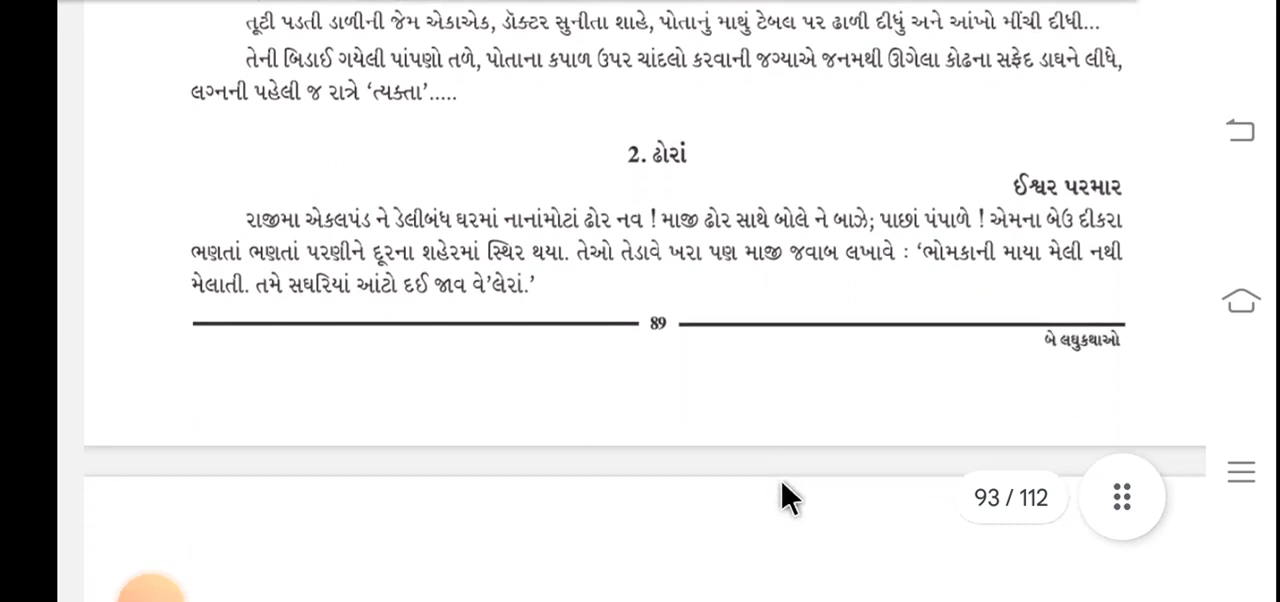 તૂટી પડતી ડાળીની જેમ એકાએક, ડૉક્ટર સુનીતા શાહે, પોતાનું માથું ટેબલ પર ઢાળી દીધું અને આંખો મીંચી દીધી...
તેની બિડાઈ ગયેલી પાંપણો તળે, પોતાના કપાળ ઉપર ચાંદલો કરવાની જગ્યાએ જનમથી ઊગેલા કોઢના સફેદ ડાઘને લીધે,
લગ્નની પહેલી જ રાત્રે ‘ત્યક્તા’.....
2. ઢોરાં
ઈશ્વર પરમાર
રાજીમા એકલપંડ ને ડેલીબંધ ઘરમાં નાનાંમોટાં ઢોર નવ ! માજી ઢોર સાથે બોલે ને બાઝે; પાછાં પંપાળે ! એમના બેઉ દીકરા
ભણતાં ભણતાં પરણીને દૂરના શહેરમાં સ્થિર થયા. તેઓ તેડાવે ખરા પણ માજી જવાબ લખાવે : ‘ભોમકાની માયા મેલી નથી
મેલાતી. તમે સઘરિયાં આંટો દઈ જાવ વે’લેરાં.’
89
બે લઘુકથાઓ
93 / 112